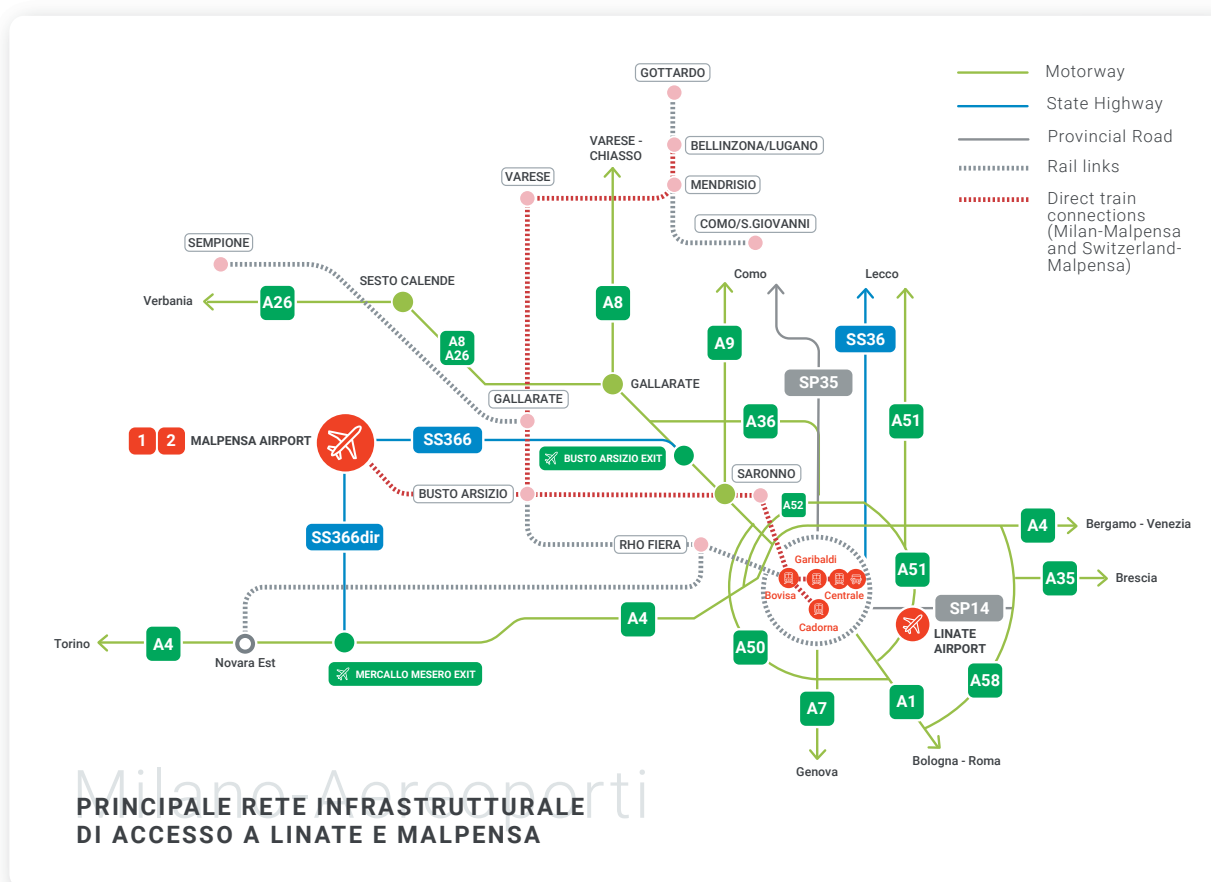 GOTTARDO
Motorway
State Highway
Provincial Road
Rail links
Direct train
connections
(Milan-Malpensa
and Switzerland-
Malpensa)
VARESE -
CHIASSO
BELLINZONA/LUGANO
VARESE
MENDRISIO
COMO/S.GIOVANNI
SEMPIONE
SESTO CALENDE
Como
Lecco
Verbania
A26
A8
A9
SS36
A8
A26
SP35
GALLARATE
GALLARATE
A36
A51
1 2 MALPENSA AIRPORT
SS366
BUSTO ARSIZIO EXIT
SARONNO
BUSTO ARSIZIO
A52
A4
Bergamo - Venezia
SS366dir
RHO FIERA
Garibaldi
A51
A35
Brescia
Bovisa
Centrale
SP14
Cadorna
A4
LINATE
AIRPORT
Torino
A4
Novara Est
A50
MERCALLO MESERO EXIT
A58
A7
A1
Genova
Bologna - Roma
Milano-Aereoporti
PRINCIPALE RETE INFRASTRUTTURALE
DI ACCESSO A LINATE E MALPENSA